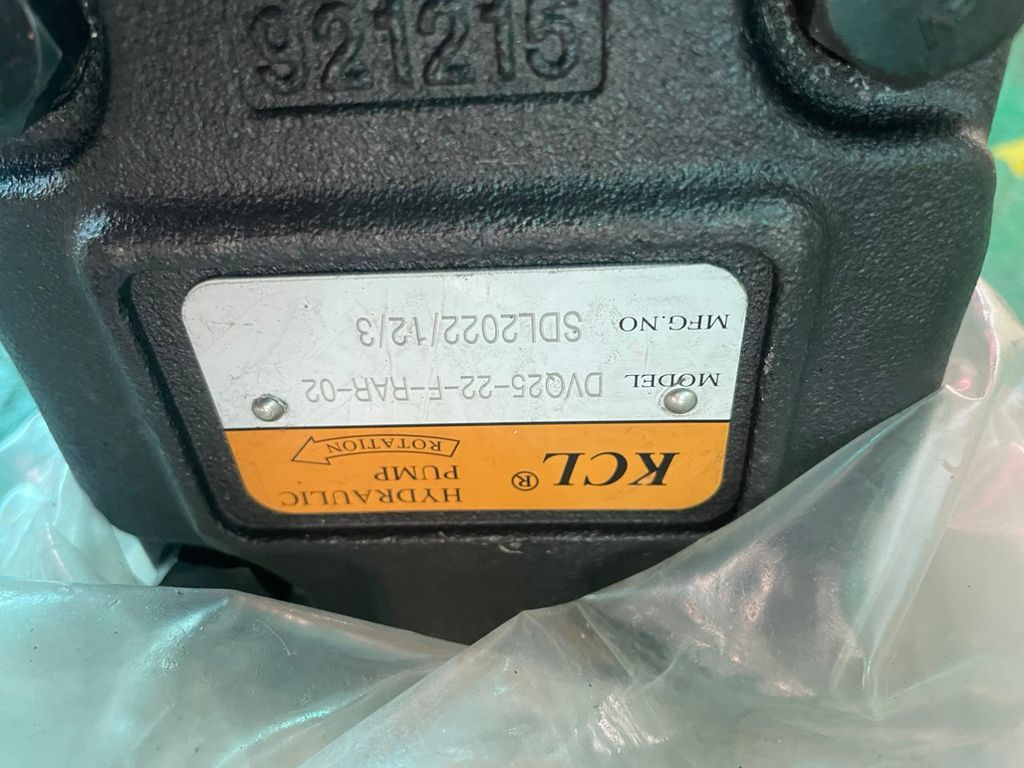 921215
KCL®
HYDRAULIC
PUMP
ROTATION
MODEL DVQ25-22-F-RAR-02
MFG.NO SDL2022/12/3